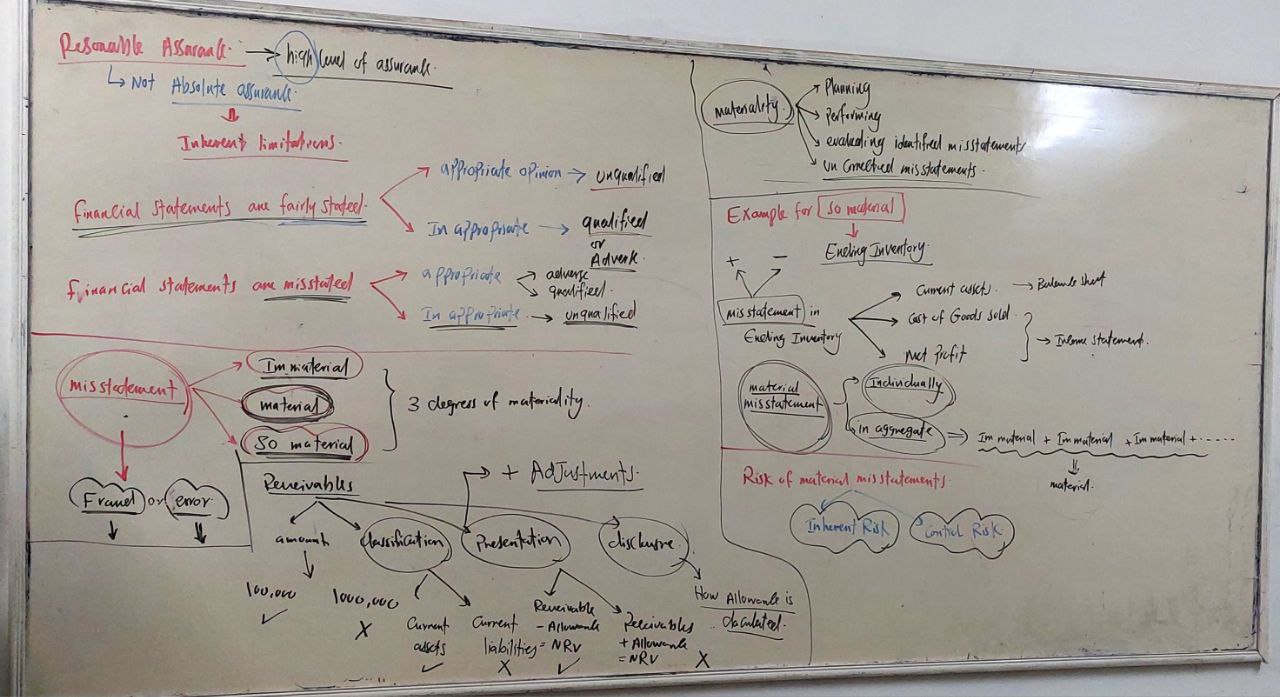 Resonable Assurance → high level of assurance.
↳ Not Absolute assurance
⇓
Inherent limitations.
Financial statements are fairly stated.
appropriate opinion → unqualified
In appropriate → qualified
or
Adverse.
Financial statements are misstated
appropriate → adverse
→ qualified.
In appropriate. → unqualified
misstatement
Immaterial
material
So material
3 degrees of materiality.
Fraud or error
Receivables
+ Adjustments.
amount
classification
Presentation
disclosure.
100,000
✓
1000,000
X
Current
assets
✓
Current
liabilities
X
Receivable
- Allowance
= NRV
✓
Receivables
+ Allowance
= NRV
X
How Allowance is
calculated.
materiality.
Planning
Performing
evaluating identified misstatements
un corrected misstatements.
Example for So material
↓
Ending Inventory.
+ -
misstatement in
Ending Inventory
Current assets. → Balance sheet
Cost of Goods sold.
Net Profit
→ Income statement.
material
misstatement
Individually
in aggregate ⇒ Im material + Im material + Im material + ......
⇓
material.
Risk of material misstatements.
Inherent Risk
Control Risk